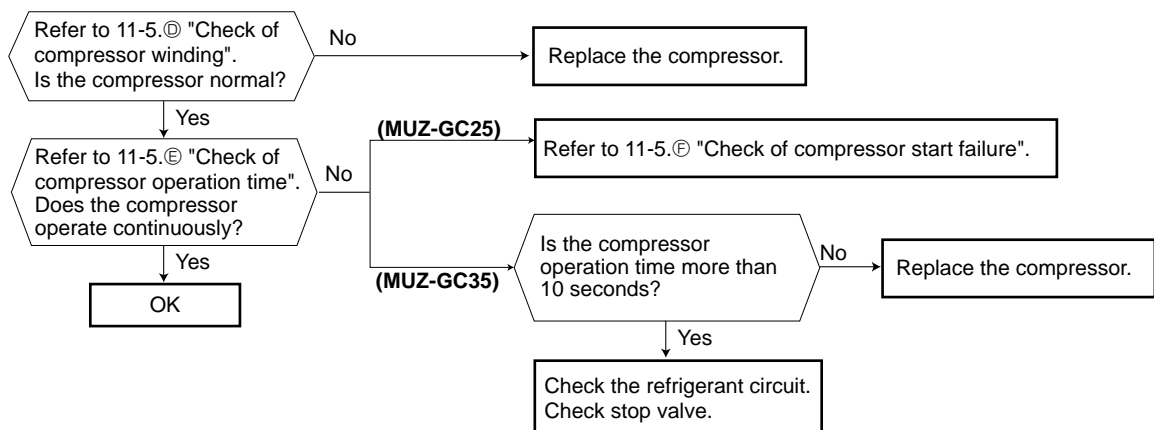 Refer to 11-5.Ⓓ "Check of
compressor winding".
Is the compressor normal?
No
Replace the compressor.
Yes
Refer to 11-5.Ⓔ "Check of
compressor operation time".
Does the compressor
operate continuously?
No
(MUZ-GC25)
Refer to 11-5.Ⓕ "Check of compressor start failure".
(MUZ-GC35)
Is the compressor
operation time more than
10 seconds?
No
Replace the compressor.
Yes
OK
Yes
Check the refrigerant circuit.
Check stop valve.